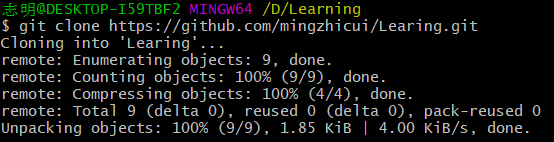 志明@DESKTOP-I59TBF2 MINGW64 /D/Learning
$ git clone https://github.com/mingzhicui/Learing.git
Cloning into 'Learing'...
remote: Enumerating objects: 9, done.
remote: Counting objects: 100% (9/9), done.
remote: Compressing objects: 100% (4/4), done.
remote: Total 9 (delta 0), reused 0 (delta 0), pack-reused 0
Unpacking objects: 100% (9/9), 1.85 KiB | 4.00 KiB/s, done.